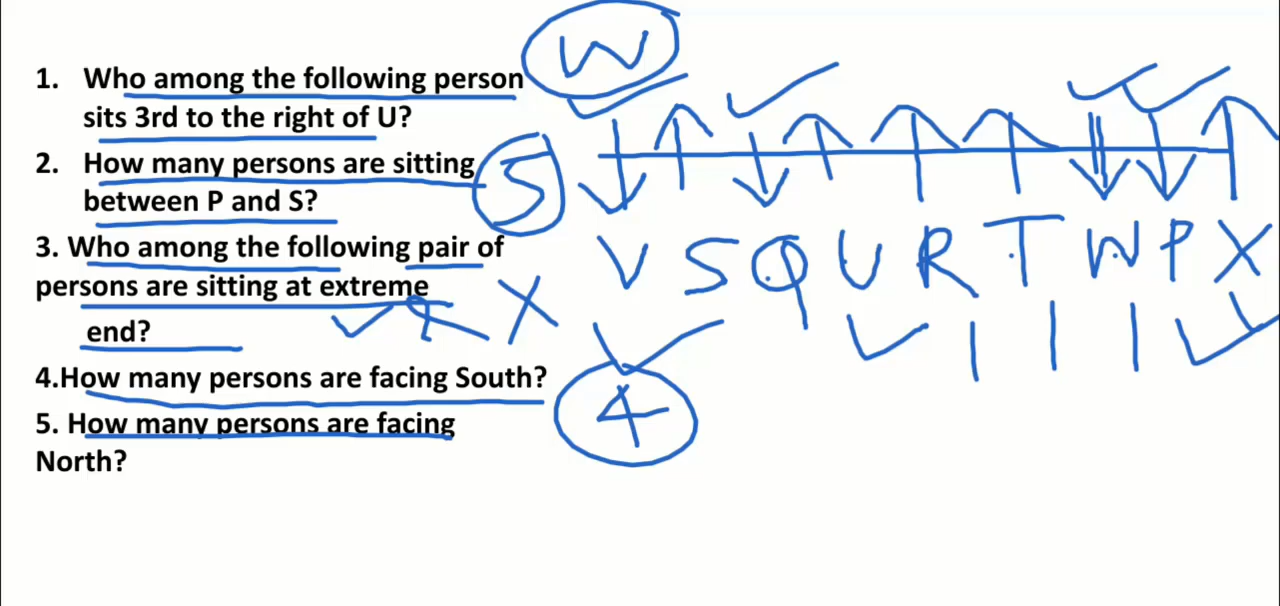 1. Who among the following person
sits 3rd to the right of U?
2. How many persons are sitting
between P and S?
3. Who among the following pair of
persons are sitting at extreme
end?
4.How many persons are facing South?
5. How many persons are facing
North?
W
5
X
4
V S Q U R T W P X